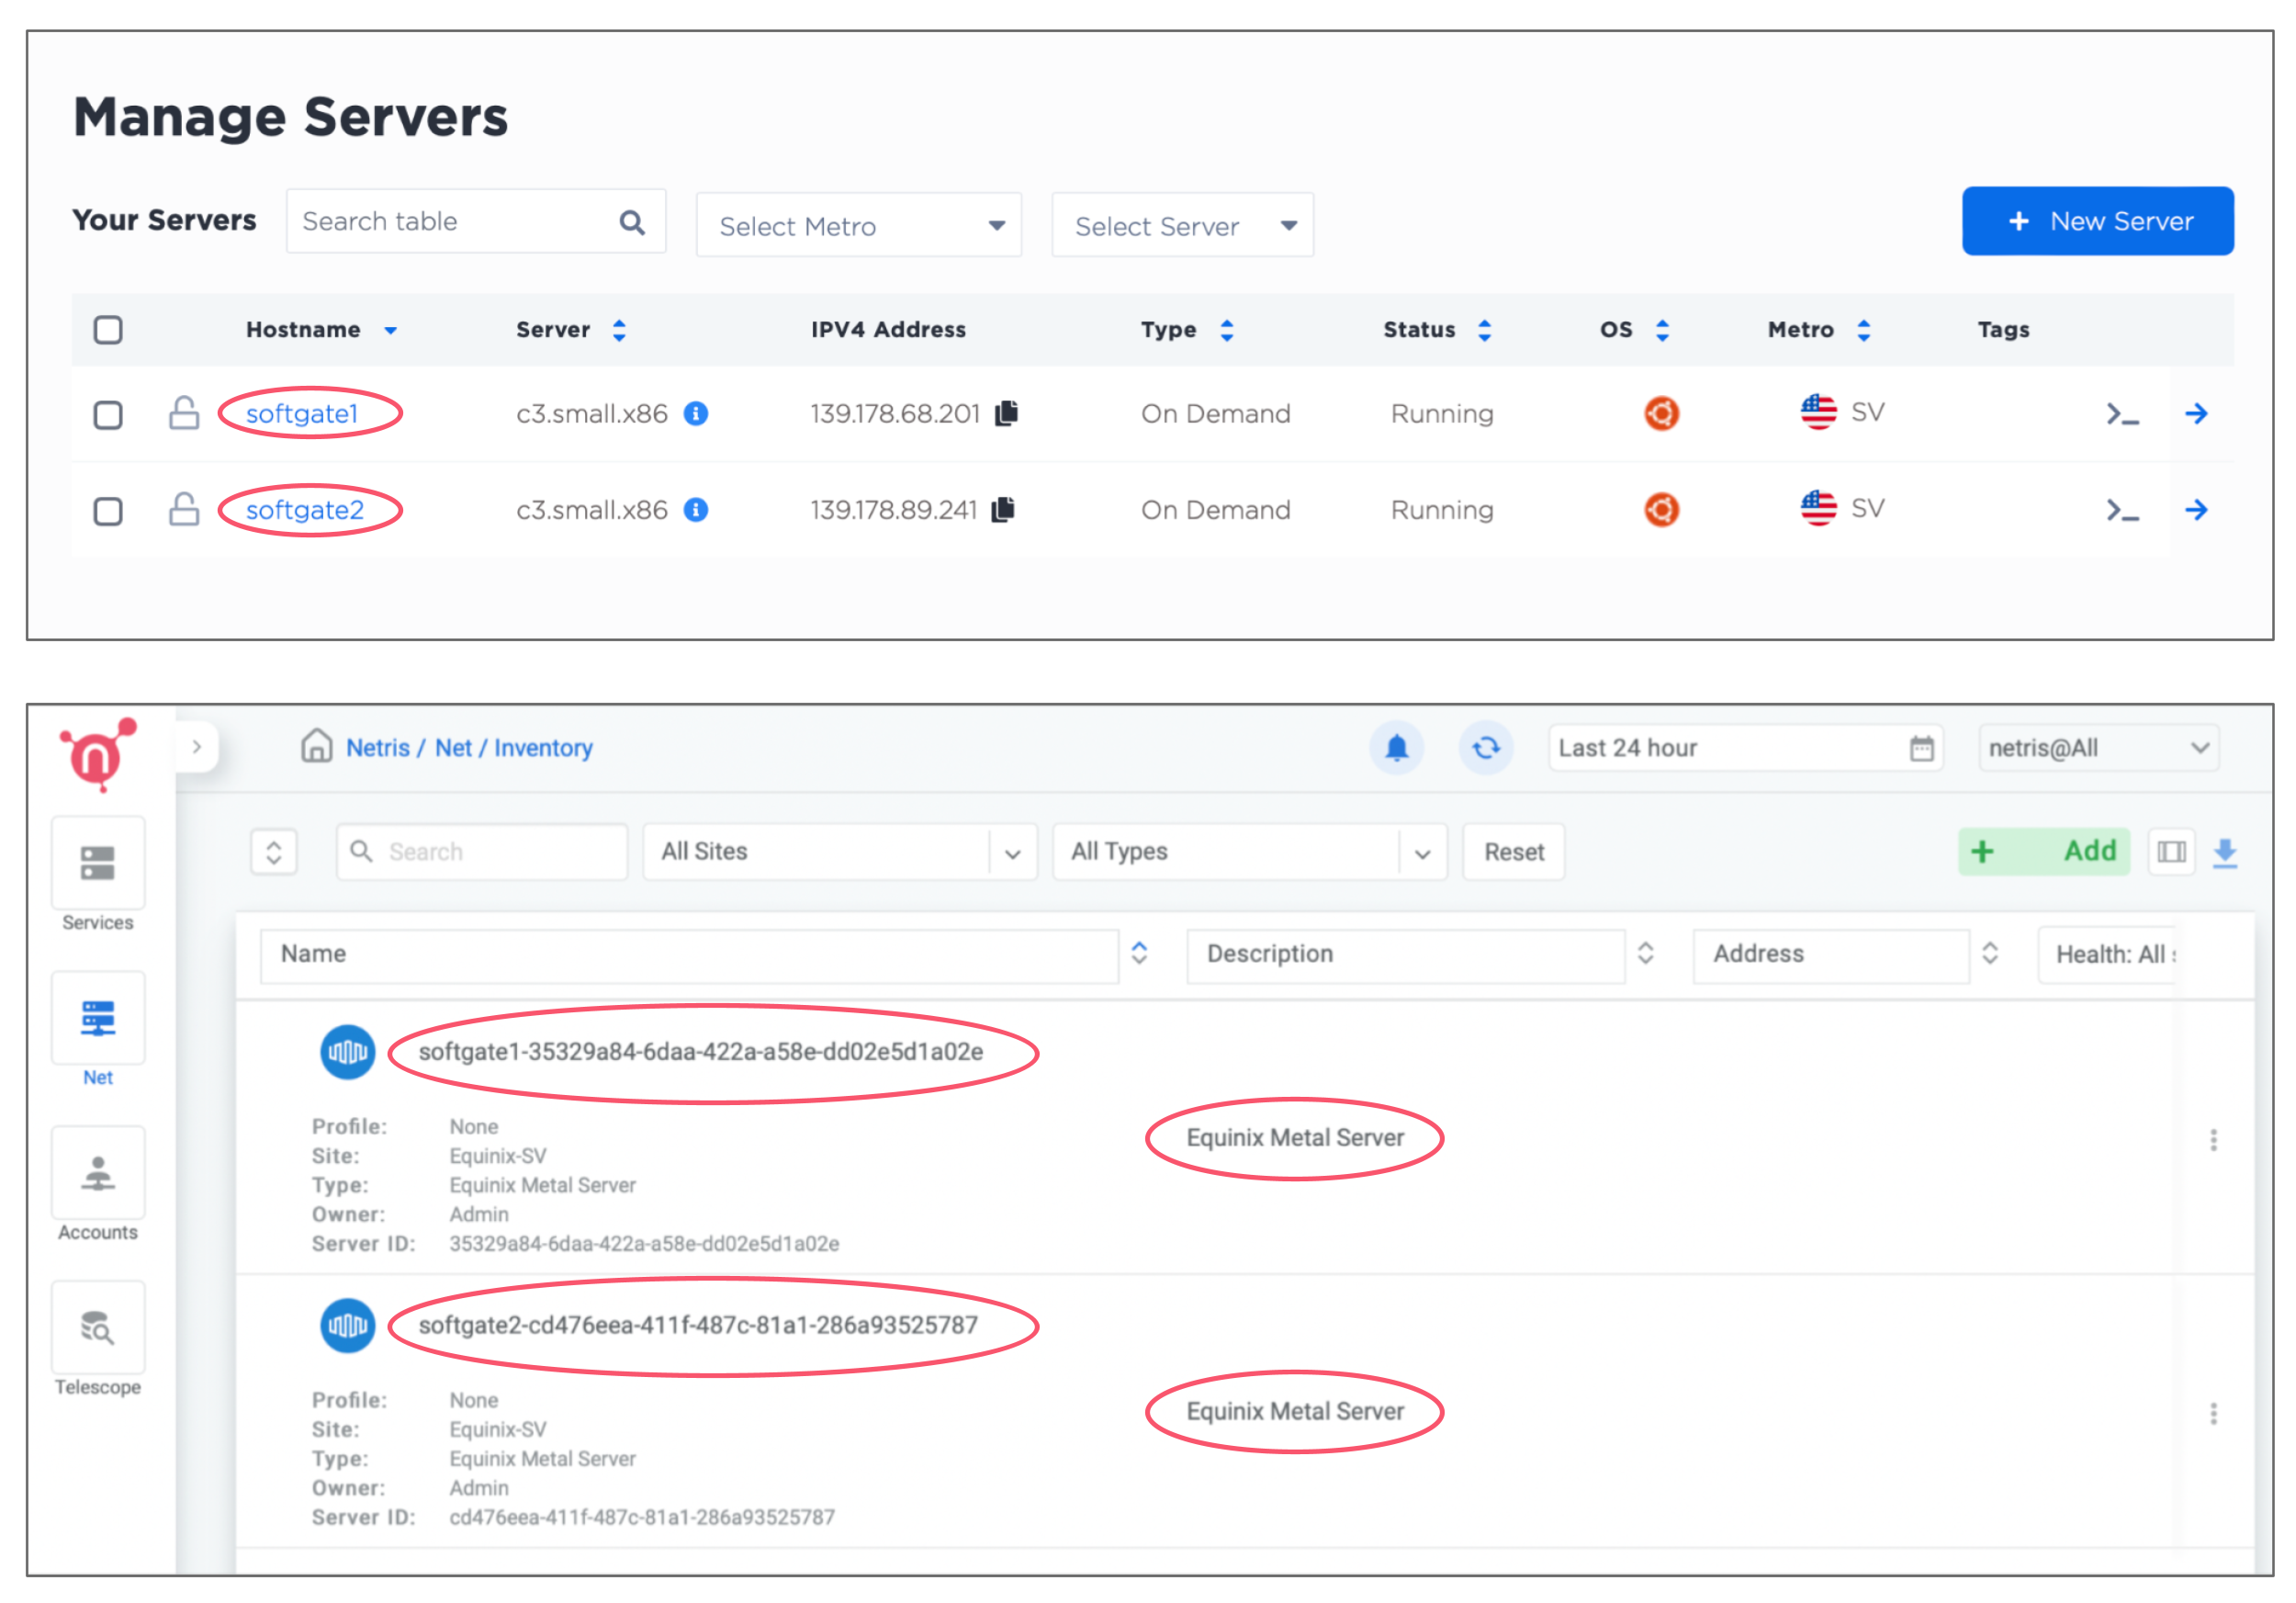 Manage Servers
Your Servers Search table Select Metro Select Server + New Server
Hostname Server IPV4 Address Type Status OS Metro Tags
softgate1 c3.small.x86 139.178.68.201 On Demand Running SV
softgate2 c3.small.x86 139.178.89.241 On Demand Running SV
Netris / Net / Inventory Last 24 hour netris@All
Search All Sites All Types Reset + Add
Services
Name Description Address Health: All
Net
softgate1-35329a84-6daa-422a-a58e-dd02e5d1a02e
Equinix Metal Server
Profile: None
Site: Equinix-SV
Type: Equinix Metal Server
Owner: Admin
Server ID: 35329a84-6daa-422a-a58e-dd02e5d1a02e
Accounts
softgate2-cd476eea-411f-487c-81a1-286a93525787
Equinix Metal Server
Profile: None
Site: Equinix-SV
Type: Equinix Metal Server
Owner: Admin
Server ID: cd476eea-411f-487c-81a1-286a93525787
Telescope